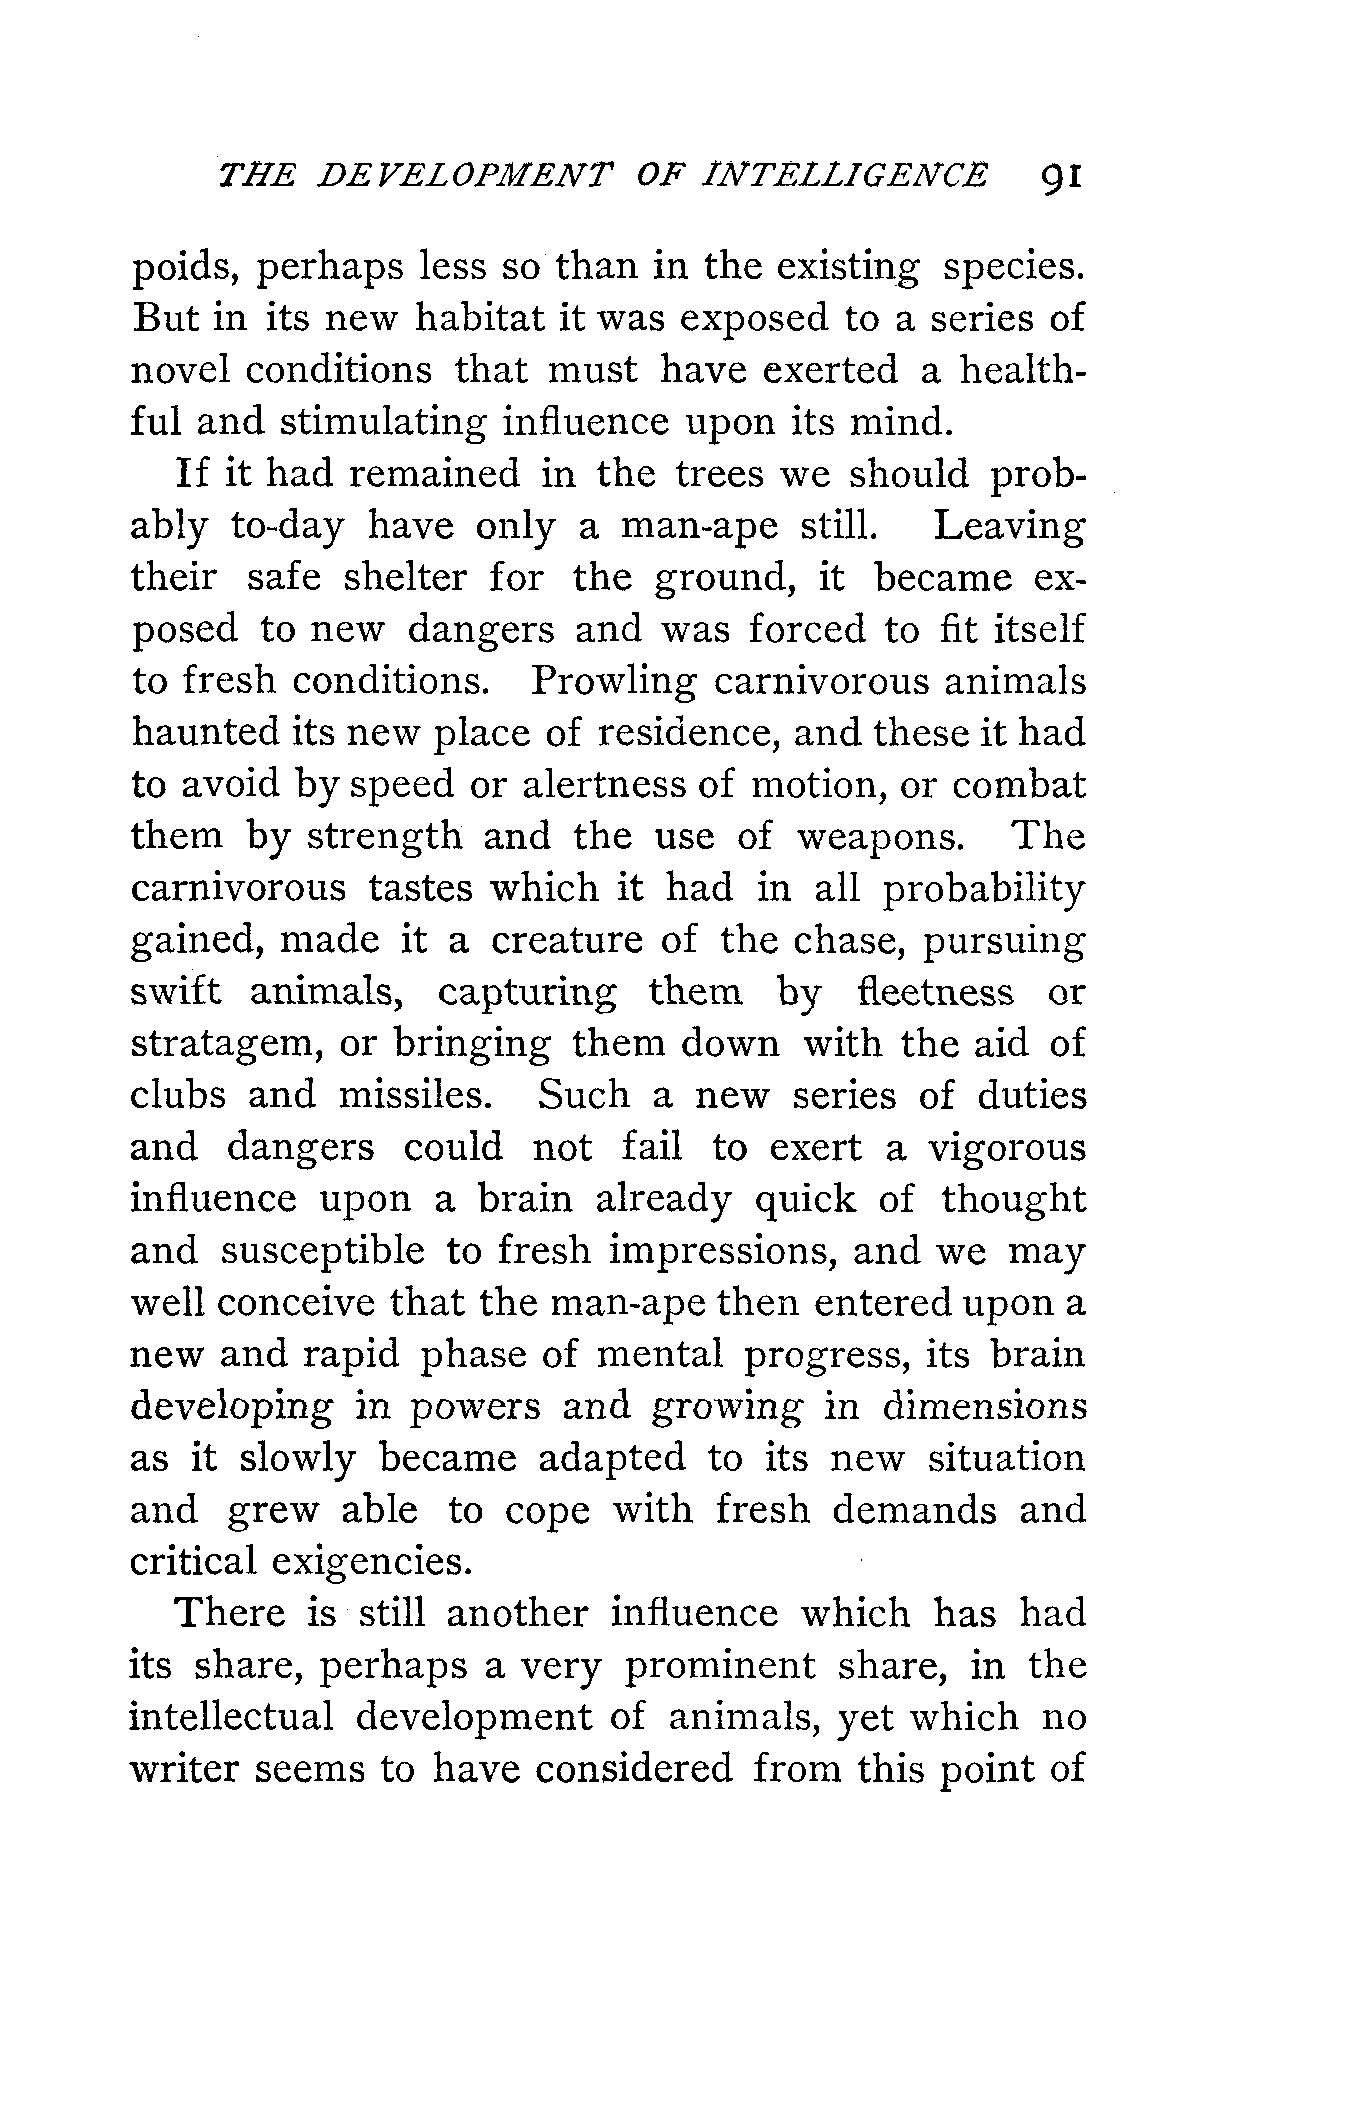 THE DEVELOPMENT OF INTELLIGENCE 91
poids, perhaps less so than in the existing species.
But in its new habitat it was exposed to a series of
novel conditions that must have exerted a health-
ful and stimulating influence upon its mind.
If it had remained in the trees we should prob-
ably to-day have only a man-ape still. Leaving
their safe shelter for the ground, it became ex-
posed to new dangers and was forced to fit itself
to fresh conditions. Prowling carnivorous animals
haunted its new place of residence, and these it had
to avoid by speed or alertness of motion, or combat
them by strength and the use of weapons. The
carnivorous tastes which it had in all probability
gained, made it a creature of the chase, pursuing
swift animals, capturing them by fleetness or
stratagem, or bringing them down with the aid of
clubs and missiles. Such a new series of duties
and dangers could not fail to exert a vigorous
influence upon a brain already quick of thought
and susceptible to fresh impressions, and we may
well conceive that the man-ape then entered upon a
new and rapid phase of mental progress, its brain
developing in powers and growing in dimensions
as it slowly became adapted to its new situation
and grew able to cope with fresh demands and
critical exigencies.
There is still another influence which has had
its share, perhaps a very prominent share, in the
intellectual development of animals, yet which no
writer seems to have considered from this point of